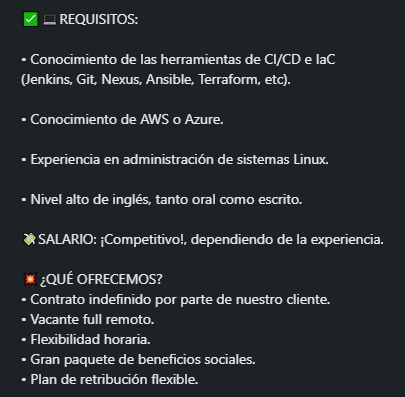 ✅ 💻 REQUISITOS:
• Conocimiento de las herramientas de CI/CD e IaC
(Jenkins, Git, Nexus, Ansible, Terraform, etc).
• Conocimiento de AWS o Azure.
• Experiencia en administración de sistemas Linux.
• Nivel alto de inglés, tanto oral como escrito.
💸SALARIO: ¡Competitivo!, dependiendo de la experiencia.
💥 ¿QUÉ OFRECEMOS?
• Contrato indefinido por parte de nuestro cliente.
• Vacante full remoto.
• Flexibilidad horaria.
• Gran paquete de beneficios sociales.
• Plan de retribución flexible.